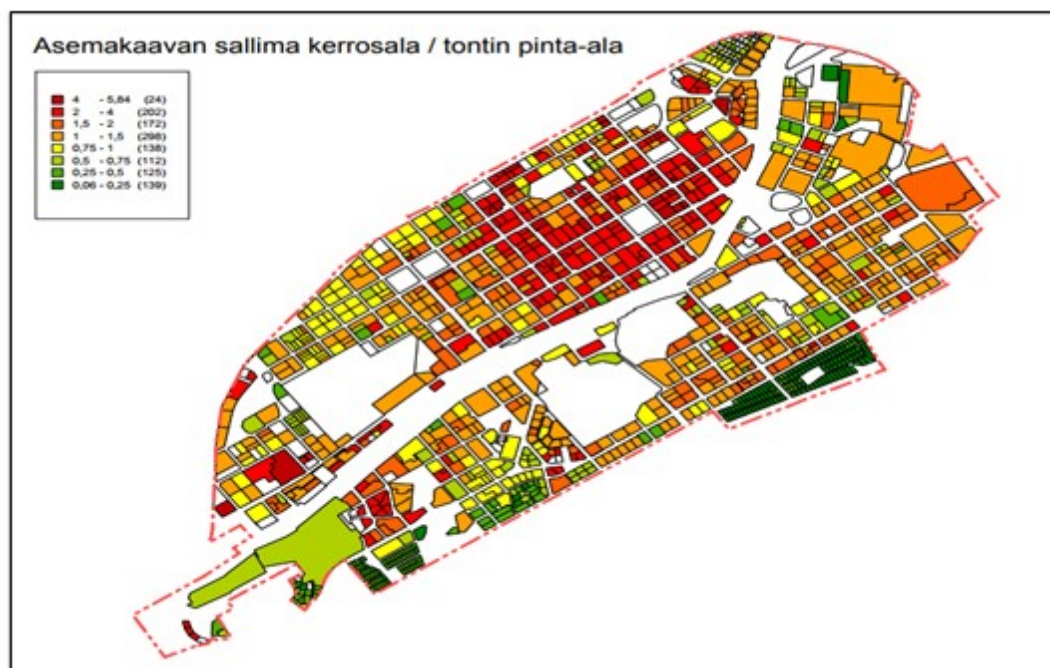 Asemakaavan sallima kerrosala / tontin pinta-ala
4 - 5,84 (24)
2 - 4 (202)
1,5 - 2 (172)
1 - 1,5 (298)
0,75 - 1 (138)
0,5 - 0,75 (112)
0,25 - 0,5 (125)
0,06 - 0,25 (139)